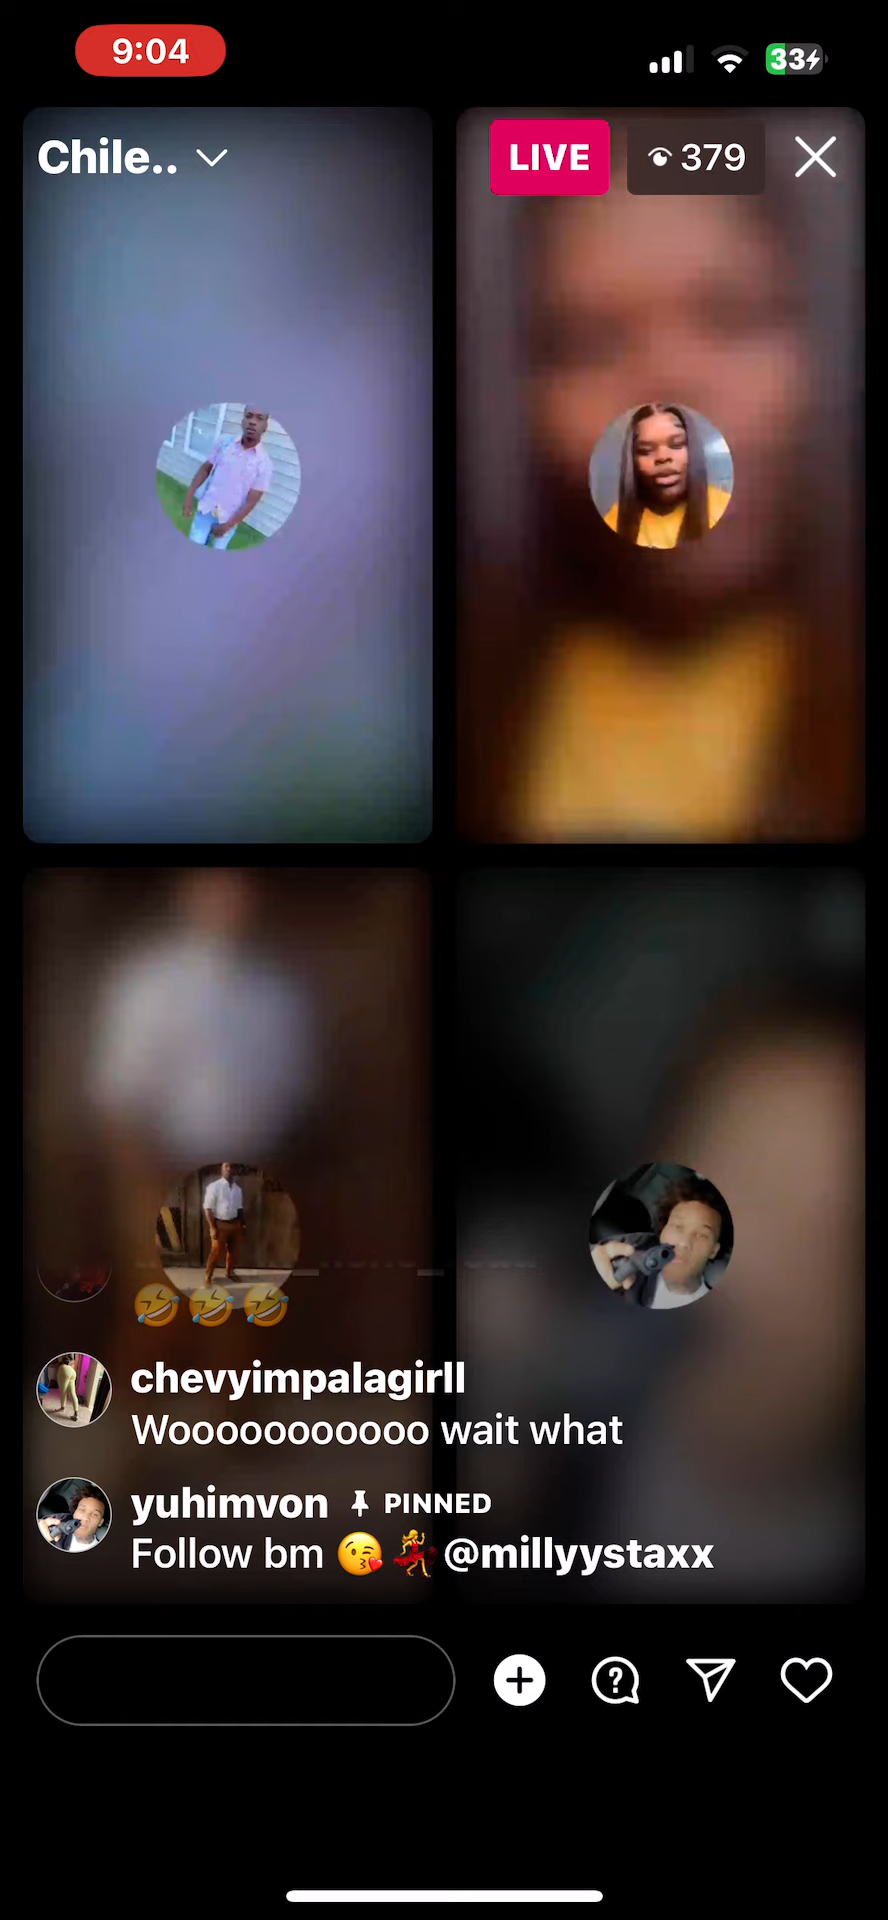 9:04
33
Chile..
LIVE
379
🤣🤣🤣
chevyimpalagirll
Wooooooooooo wait what
yuhimvon PINNED
Follow bm 😘💃 @millyystaxx